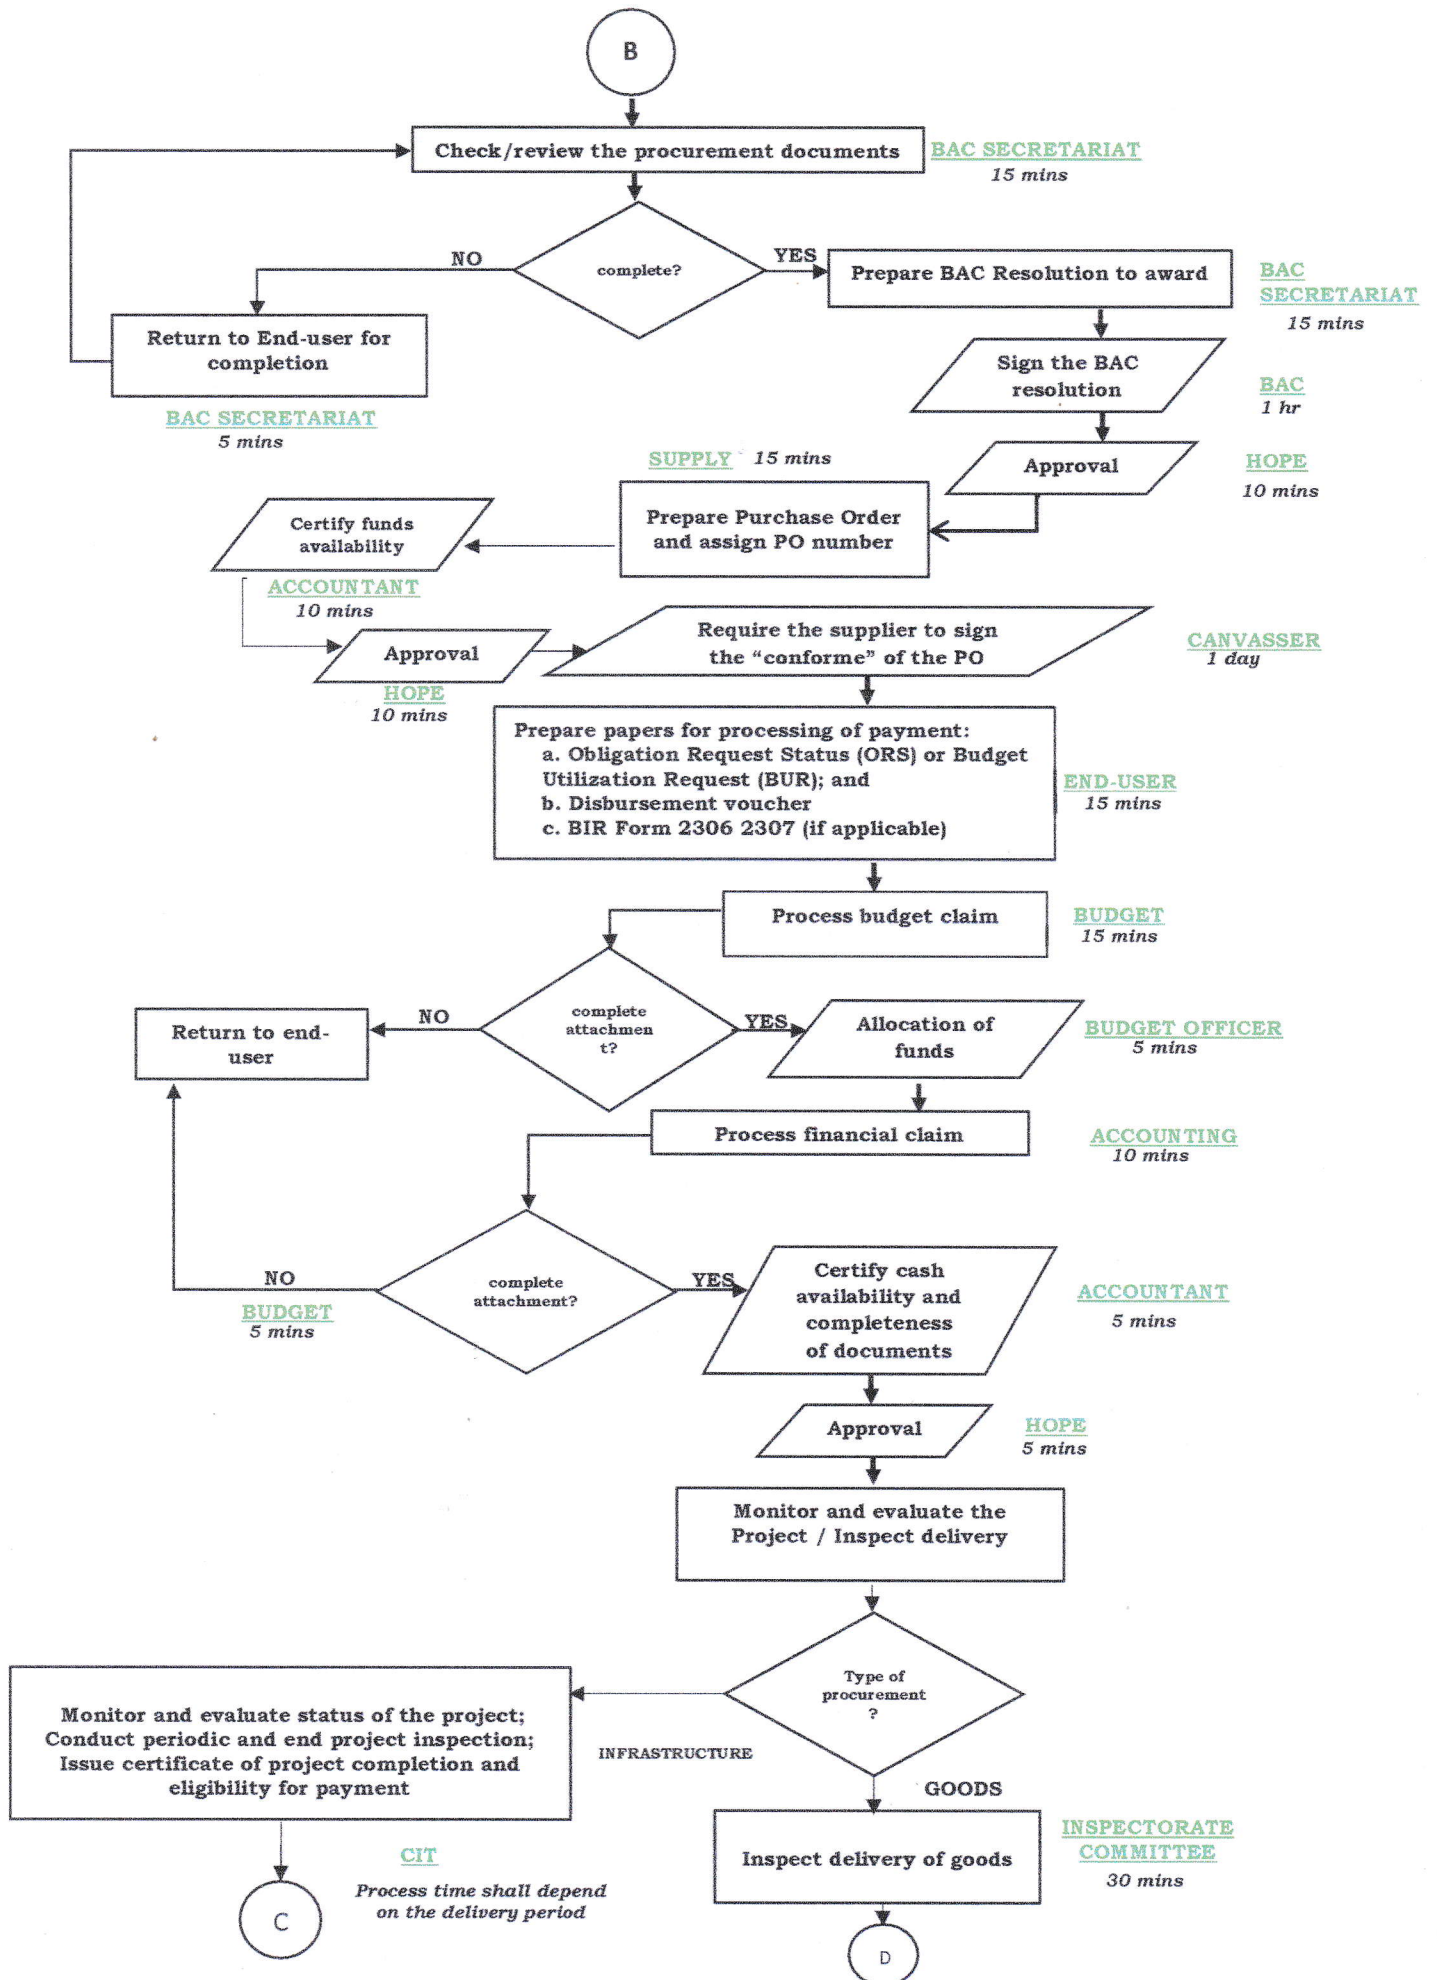 B
Check/review the procurement documents
BAC SECRETARIAT
15 mins
NO
complete?
YES
Prepare BAC Resolution to award
BAC
SECRETARIAT
15 mins
Return to End-user for
completion
BAC SECRETARIAT
5 mins
Sign the BAC
resolution
BAC
1 hr
Approval
HOPE
10 mins
SUPPLY 15 mins
Prepare Purchase Order
and assign PO number
Certify funds
availability
ACCOUNTANT
10 mins
Approval
HOPE
10 mins
Require the supplier to sign
the “conforme” of the PO
CANVASSER
1 day
Prepare papers for processing of payment:
a. Obligation Request Status (ORS) or Budget
Utilization Request (BUR); and
b. Disbursement voucher
c. BIR Form 2306 2307 (if applicable)
END-USER
15 mins
Process budget claim
BUDGET
15 mins
Return to end-
user
NO
complete
attachmen
t?
YES
Allocation of
funds
BUDGET OFFICER
5 mins
Process financial claim
ACCOUNTING
10 mins
NO
BUDGET
5 mins
complete
attachment?
YES
Certify cash
availability and
completeness
of documents
ACCOUNTANT
5 mins
Approval
HOPE
5 mins
Monitor and evaluate the
Project / Inspect delivery
Type of
procurement
?
INFRASTRUCTURE
GOODS
Monitor and evaluate status of the project;
Conduct periodic and end project inspection;
Issue certificate of project completion and
eligibility for payment
CIT
Process time shall depend
on the delivery period
C
Inspect delivery of goods
INSPECTORATE
COMMITTEE
30 mins
D